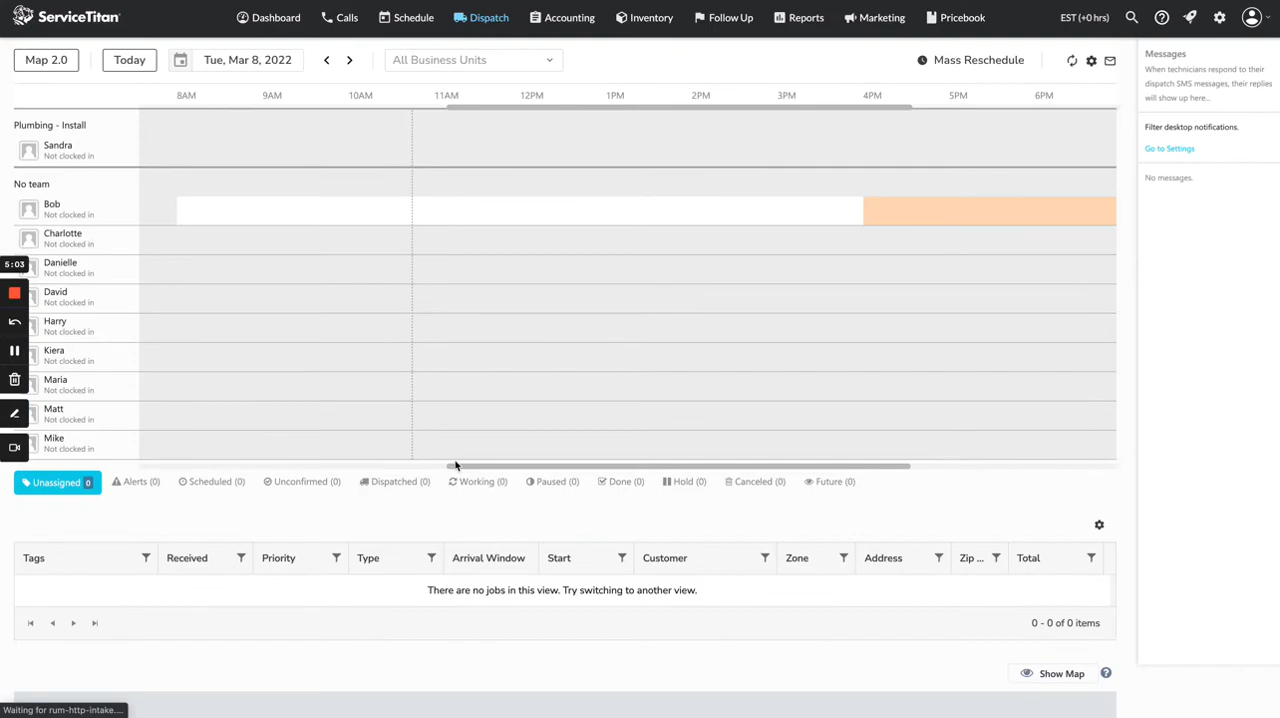 ServiceTitan Dashboard Calls Schedule Dispatch Accounting Inventory Follow Up Reports Marketing Pricebook EST (+0 hrs)
Map 2.0 Today Tue, Mar 8, 2022 All Business Units Mass Reschedule
8AM 9AM 10AM 11AM 12PM 1PM 2PM 3PM 4PM 5PM 6PM
Plumbing - Install
Sandra
Not clocked in
No team
Bob
Not clocked in
Charlotte
Not clocked in
5:03
Danielle
Not clocked in
David
Not clocked in
Harry
Not clocked in
Kiera
Not clocked in
Maria
Not clocked in
Matt
Not clocked in
Mike
Not clocked in
Unassigned 0 Alerts (0) Scheduled (0) Unconfirmed (0) Dispatched (0) Working (0) Paused (0) Done (0) Hold (0) Canceled (0) Future (0)
Tags Received Priority Type Arrival Window Start Customer Zone Address Zip ... Total
There are no jobs in this view. Try switching to another view.
0 - 0 of 0 items
Show Map
Messages
When technicians respond to their
dispatch SMS messages, their replies
will show up here...
Filter desktop notifications.
Go to Settings
No messages.
Waiting for rum-http-intake....